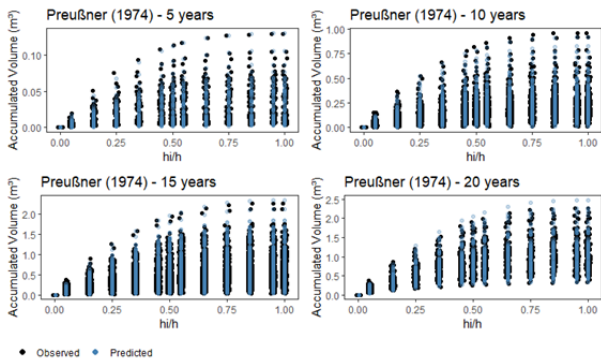 Preußner (1974) - 5 years
Accumulated Volume (m³)
0.10
0.05
0.00
0.00 0.25 0.50 0.75 1.00
hi/h
Preußner (1974) - 10 years
Accumulated Volume (m³)
1.00
0.75
0.50
0.25
0.00
0.00 0.25 0.50 0.75 1.00
hi/h
Preußner (1974) - 15 years
Accumulated Volume (m³)
2.0
1.5
1.0
0.5
0.0
0.00 0.25 0.50 0.75 1.00
hi/h
Preußner (1974) - 20 years
Accumulated Volume (m³)
2.5
2.0
1.5
1.0
0.5
0.0
0.00 0.25 0.50 0.75 1.00
hi/h
Observed Predicted